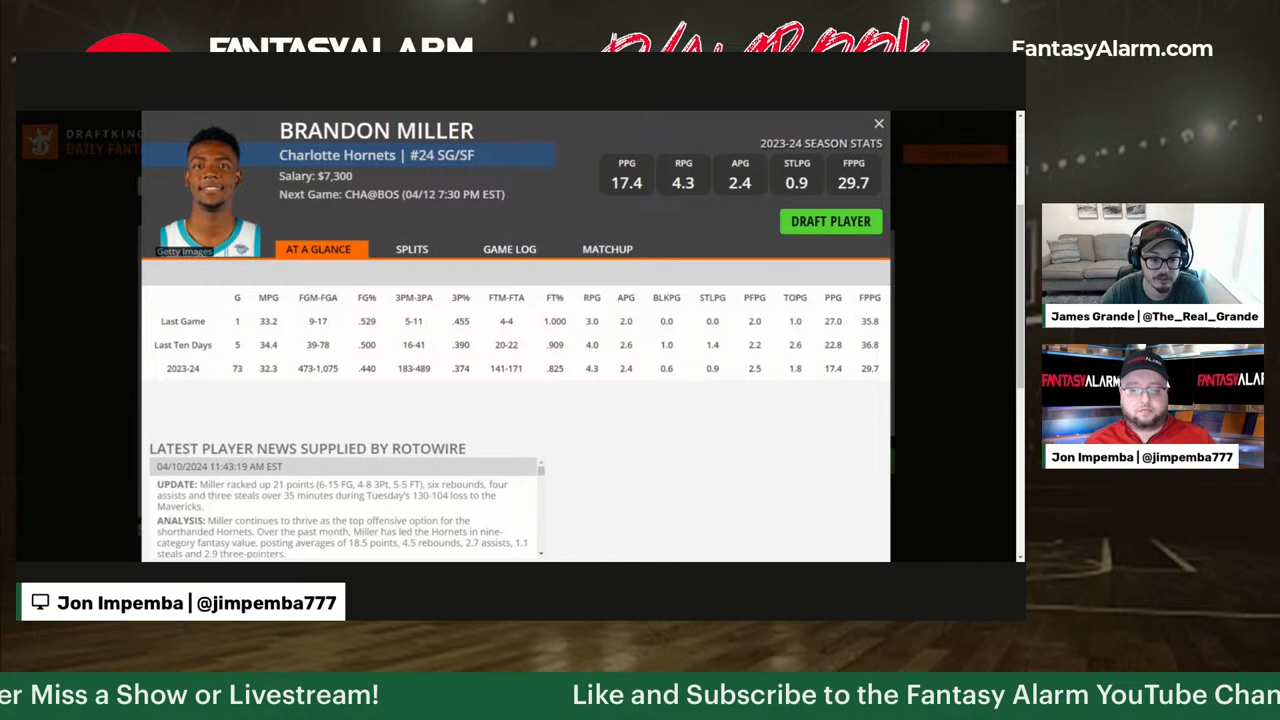 FANTASYALARM
PLAYBOOK
FantasyAlarm.com
DRAFTKIN
DAILY FANT
BRANDON MILLER
Charlotte Hornets | #24 SG/SF
Salary: $7,300
Next Game: CHA@BOS (04/12 7:30 PM EST)
Getty Images
2023-24 SEASON STATS
PPG RPG APG STLPG FPPG
17.4 4.3 2.4 0.9 29.7
DRAFT PLAYER
AT A GLANCE SPLITS GAME LOG MATCHUP
G MPG FGM-FGA FG% 3PM-3PA 3P% FTM-FTA FT% RPG APG BLKPG STLPG PFPG TOPG PPG FPPG
Last Game 1 33.2 9-17 .529 5-11 .455 4-4 1.000 3.0 2.0 0.0 0.0 2.0 1.0 27.0 35.8
Last Ten Days 5 34.4 39-78 .500 16-41 .390 20-22 .909 4.0 2.6 1.0 1.4 2.2 2.6 22.8 36.8
2023-24 73 32.3 473-1,075 .440 183-489 .374 141-171 .825 4.3 2.4 0.6 0.9 2.5 1.8 17.4 29.7
LATEST PLAYER NEWS SUPPLIED BY ROTOWIRE
04/10/2024 11:43:19 AM EST
UPDATE: Miller racked up 21 points (6-15 FG, 4-8 3Pt, 5-5 FT), six rebounds, four
assists and three steals over 35 minutes during Tuesday's 130-104 loss to the
Mavericks.
ANALYSIS: Miller continues to thrive as the top offensive option for the
shorthanded Hornets. Over the past month, Miller has led the Hornets in nine-
category fantasy value, posting averages of 18.5 points, 4.5 rebounds, 2.7 assists, 1.1
steals and 2.9 three-pointers.
James Grande | @The_Real_Grande
FANTASYALARM
FANTASYALAR
Jon Impemba | @jimpemba777
Jon Impemba | @jimpemba777
er Miss a Show or Livestream! Like and Subscribe to the Fantasy Alarm YouTube Chan